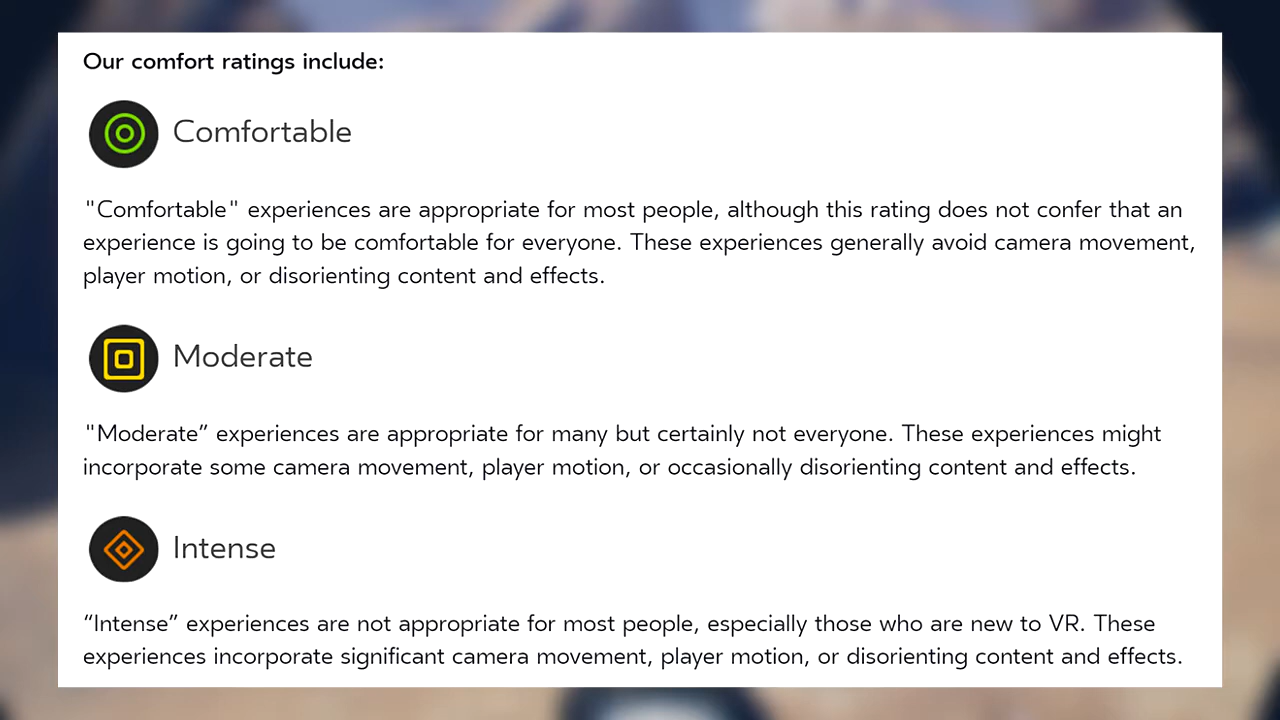 Our comfort ratings include:
Comfortable
"Comfortable" experiences are appropriate for most people, although this rating does not confer that an
experience is going to be comfortable for everyone. These experiences generally avoid camera movement,
player motion, or disorienting content and effects.
Moderate
"Moderate” experiences are appropriate for many but certainly not everyone. These experiences might
incorporate some camera movement, player motion, or occasionally disorienting content and effects.
Intense
“Intense” experiences are not appropriate for most people, especially those who are new to VR. These
experiences incorporate significant camera movement, player motion, or disorienting content and effects.